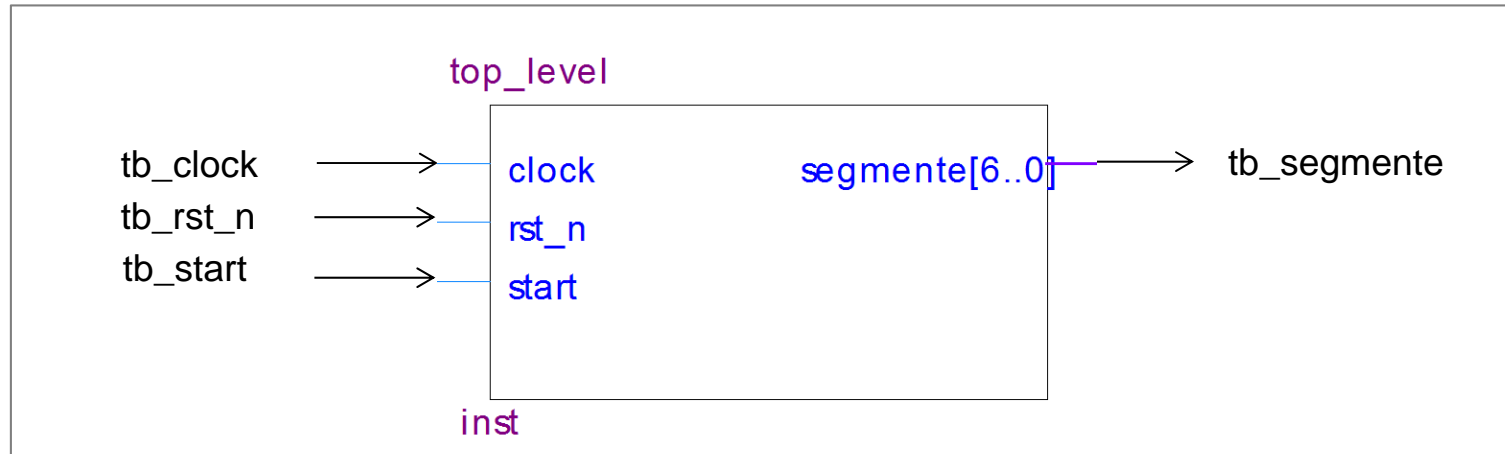 top_level
tb_clock
clock
segmente[6..0]
tb_segmente
tb_rst_n
rst_n
tb_start
start
inst